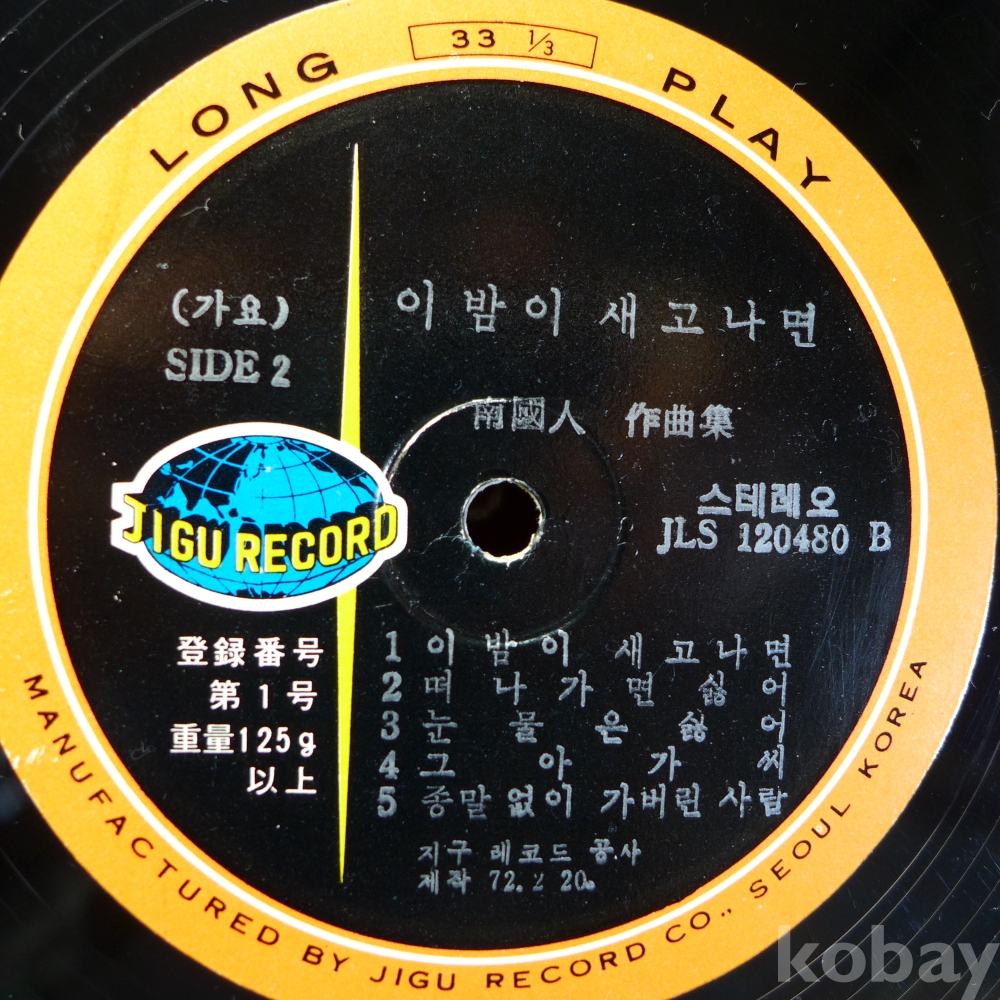 LONG PLAY
33 1/3
(가요)
SIDE 2
이 밤이 새고나면
南國人 作曲集
스테레오
JLS 120480 B
JIGU RECORD
登録番号
第1号
重量125g
以上
1 이 밤이 새고나면
2 떠나가면 싫어
3 눈물은 싫어
4 그 아가씨
5 종말없이 가버린 사람
지구 레코드 공사
제작 72. 2 20.
MANUFACTURED BY JIGU RECORD CO., SEOUL KOREA
kobay